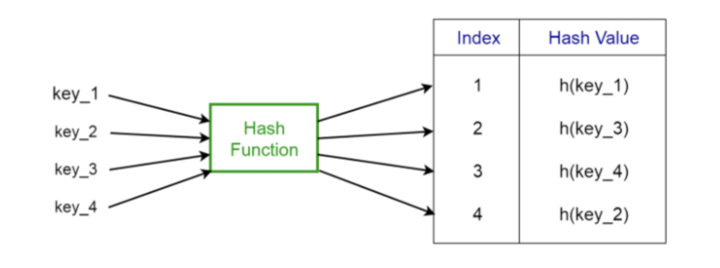 Index Hash Value
key_1
key_2
key_3
key_4
Hash
Function
1 h(key_1)
2 h(key_3)
3 h(key_4)
4 h(key_2)